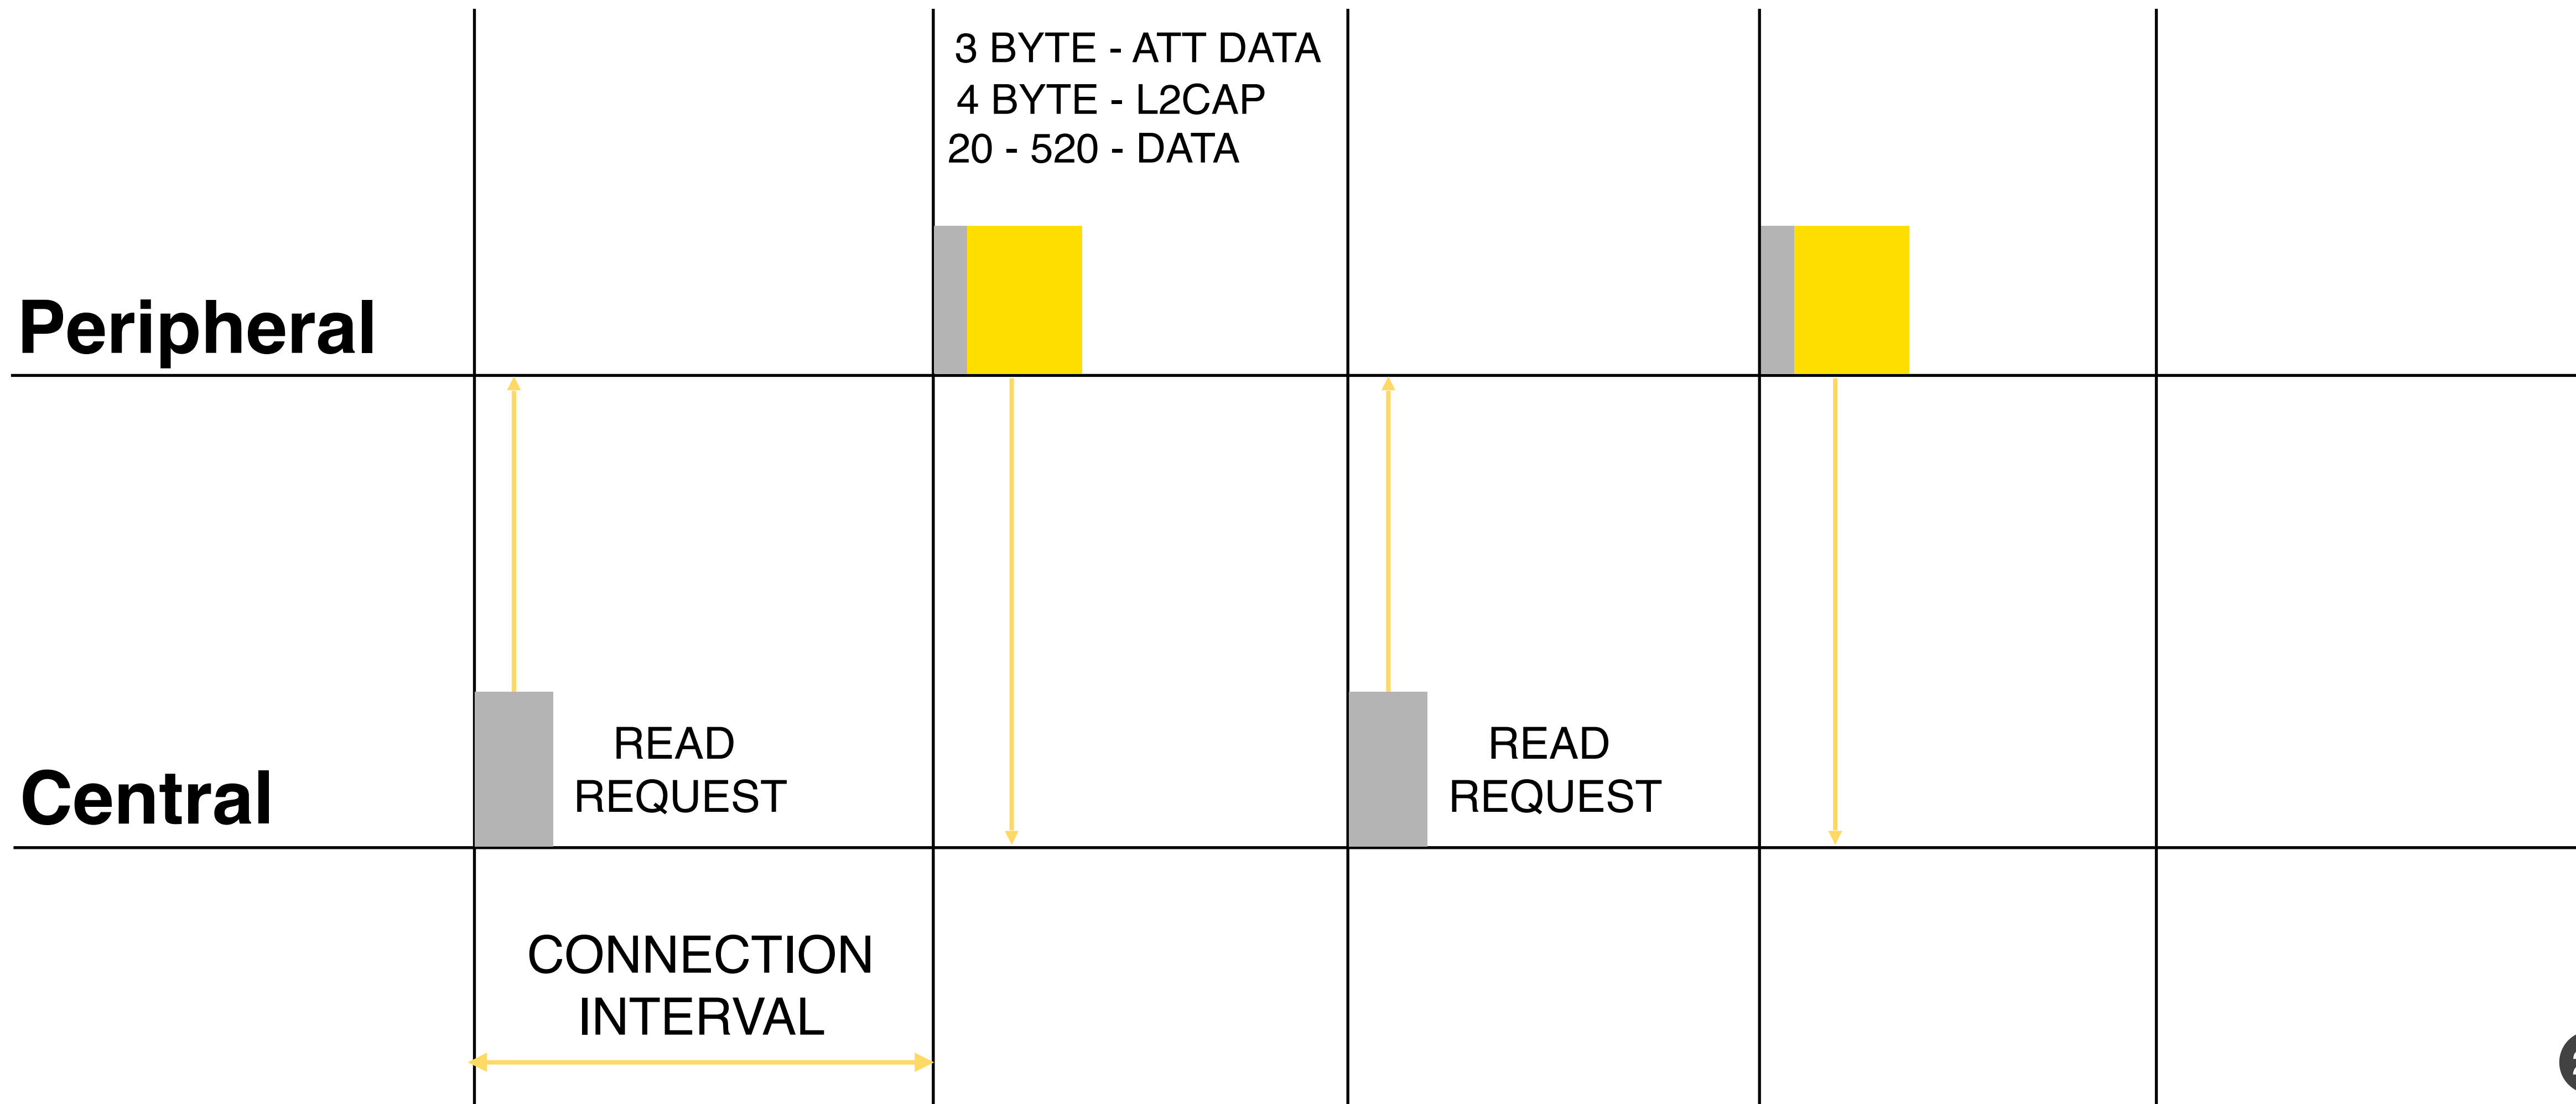 3 BYTE - ATT DATA
4 BYTE - L2CAP
20 - 520 - DATA
Peripheral
READ
REQUEST
READ
REQUEST
Central
CONNECTION
INTERVAL